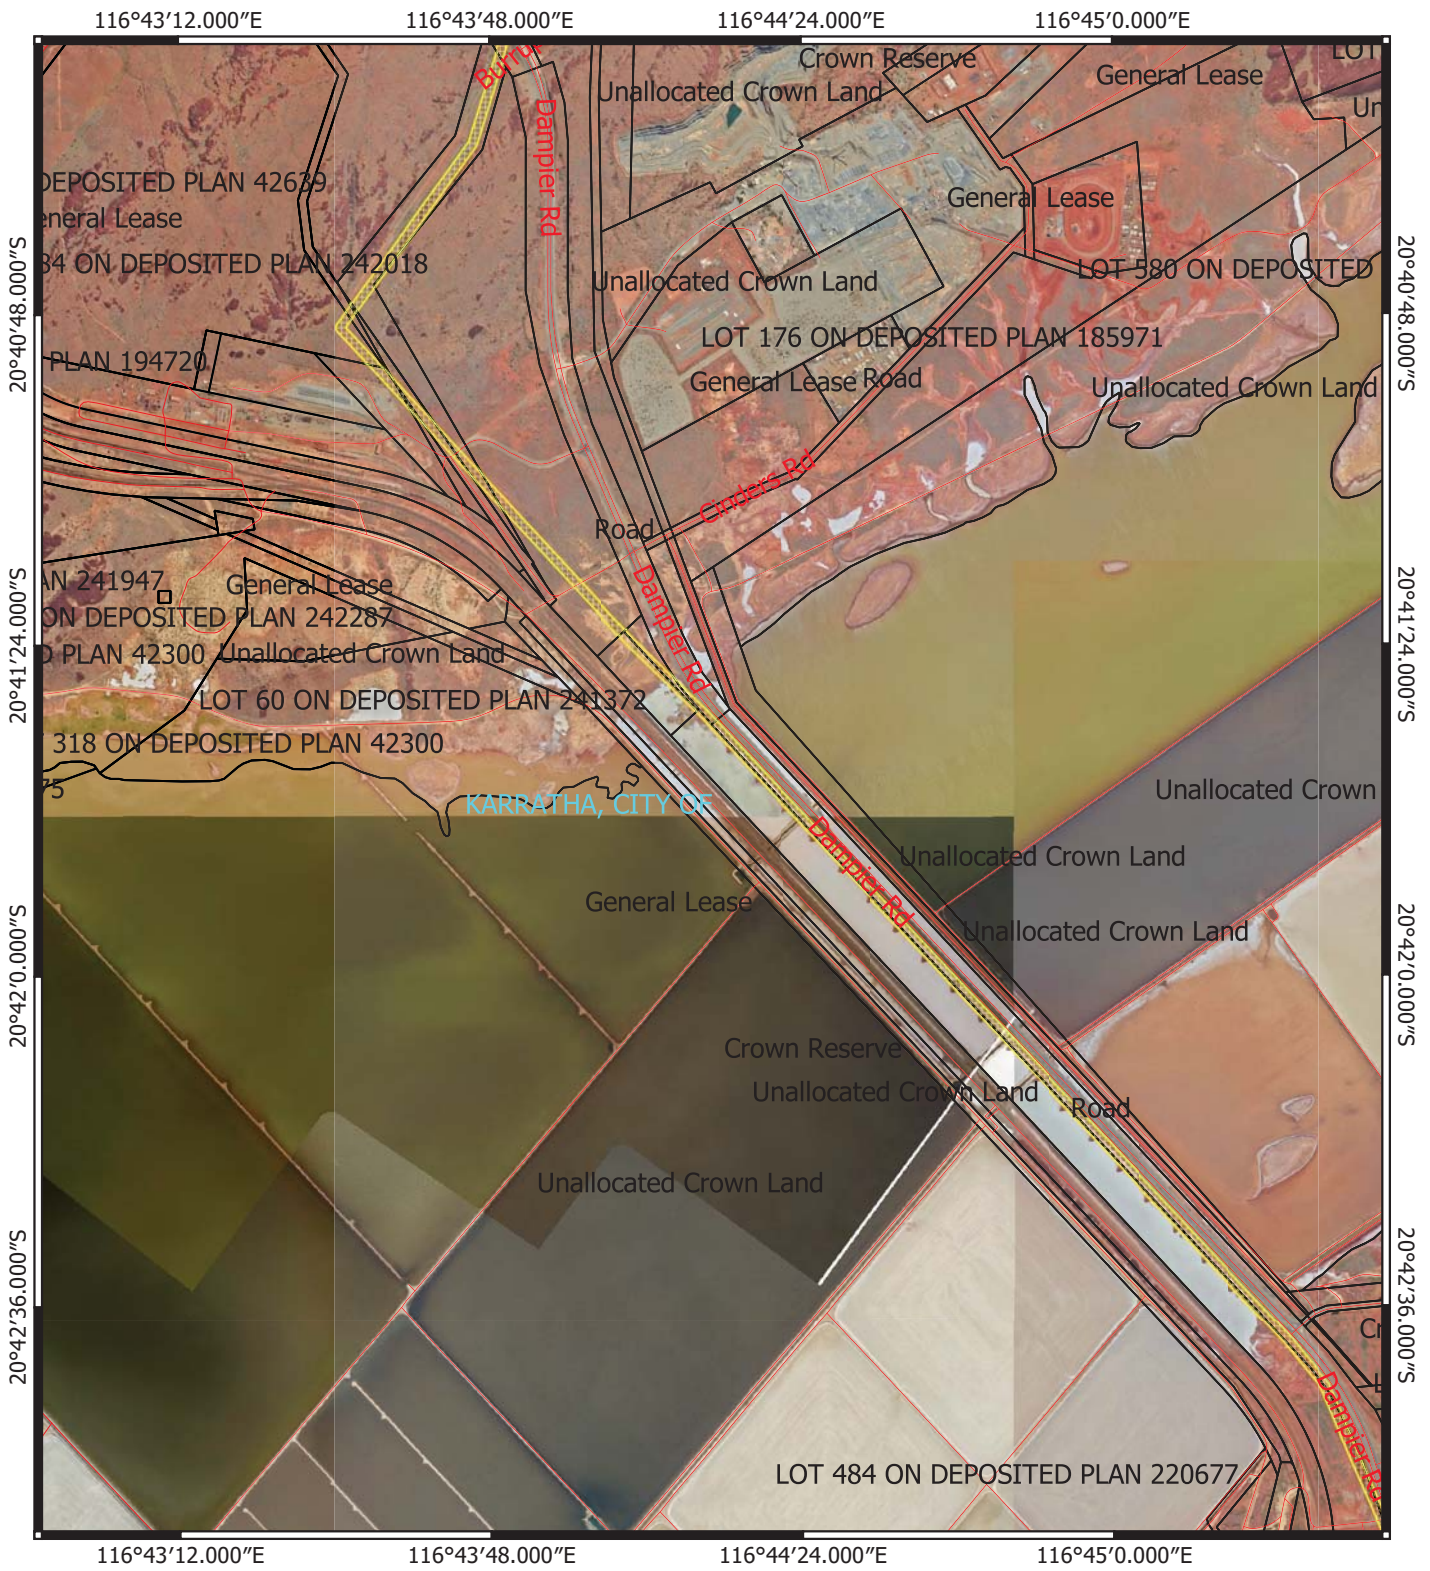 116°43′12.000″E
116°43′48.000″E
116°44′24.000″E
116°45′0.000″E
Crown Reserve
LOT
General Lease
Unallocated Crown Land
Un
Burru
Dampier Rd
DEPOSITED PLAN 42639
eneral Lease
General Lease
84 ON DEPOSITED PLAN 242018
LOT 580 ON DEPOSITED
Unallocated Crown Land
20°40′48.000″S
20°40′48.000″S
LOT 176 ON DEPOSITED PLAN 185971
PLAN 194720
General Lease
Road
Unallocated Crown Land
Cinders Rd
Road
AN 241947
General Lease
ON DEPOSITED PLAN 242287
Dampier Rd
20°41′24.000″S
20°41′24.000″S
D PLAN 42300
Unallocated Crown Land
LOT 60 ON DEPOSITED PLAN 241372
318 ON DEPOSITED PLAN 42300
75
KARRATHA, CITY OF
Unallocated Crown
Dampier Rd
Unallocated Crown Land
General Lease
Unallocated Crown Land
20°42′0.000″S
20°42′0.000″S
Crown Reserve
Unallocated Crown Land
Road
Unallocated Crown Land
20°42′36.000″S
20°42′36.000″S
Cr
L
Dampier Rd
LOT 484 ON DEPOSITED PLAN 220677
116°43′12.000″E
116°43′48.000″E
116°44′24.000″E
116°45′0.000″E